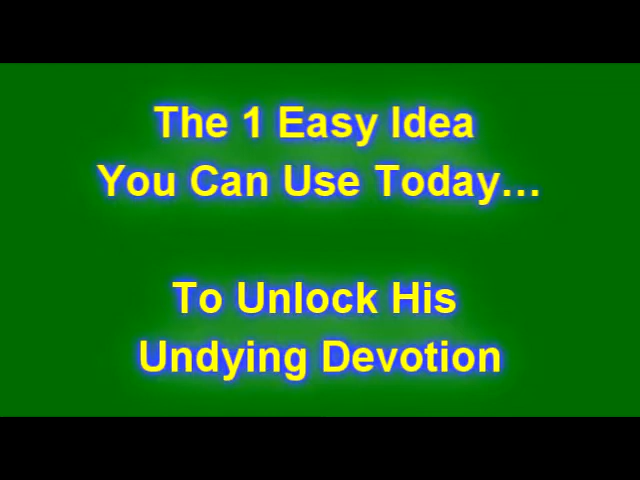 The 1 Easy Idea
You Can Use Today...
To Unlock His
Undying Devotion